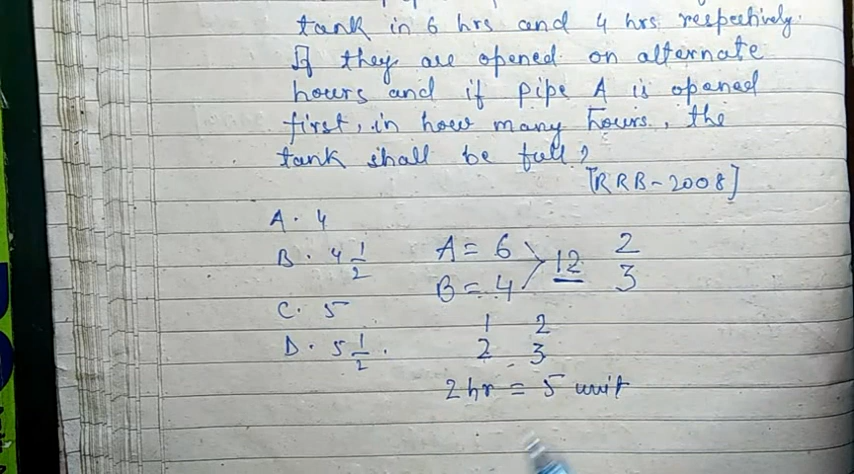 tank in 6 hrs and 4 hrs respectively.
If they are opened on alternate
hours and if pipe A is opened
first, in how many hours, the
tank shall be full?
[RRB-2008]
A. 4
B. 4 1/2
C. 5
D. 5 1/2.
A = 6
B = 4
12
2
3
1 2
2 3
2 hr = 5 unit